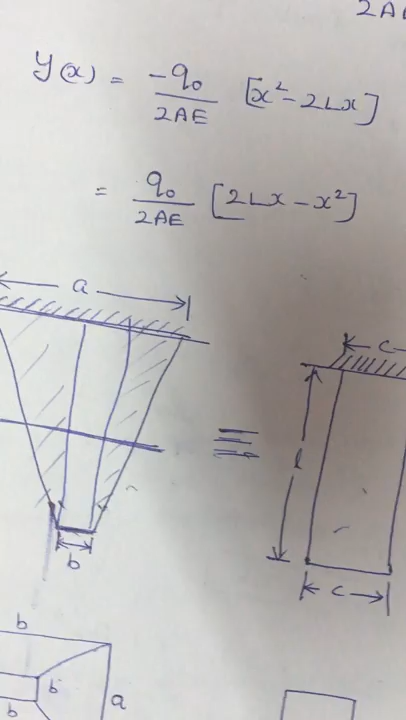 2A
y(x) = -q₀/2AE [x² - 2Lx]
= q₀/2AE [2Lx - x²]
a
c
l
b
c
b
b
b
a